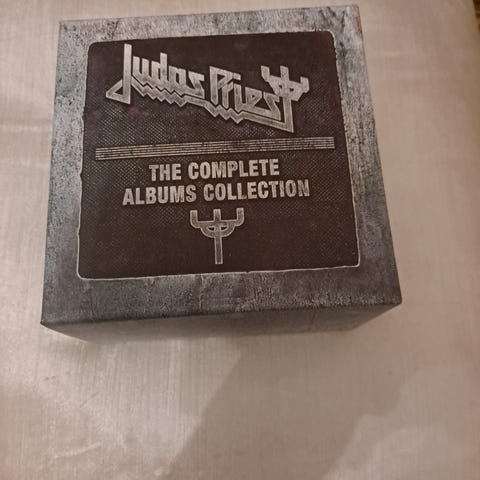 Judas Priest
THE COMPLETE
ALBUMS COLLECTION